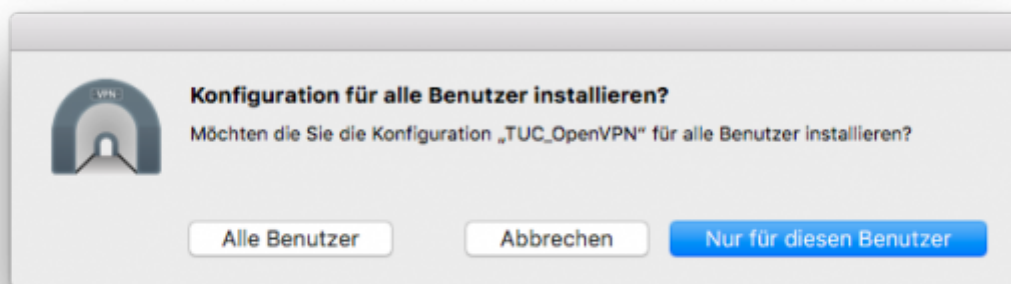 VPN
Konfiguration für alle Benutzer installieren?
Möchten die Sie die Konfiguration „TUC_OpenVPN“ für alle Benutzer installieren?
Alle Benutzer
Abbrechen
Nur für diesen Benutzer